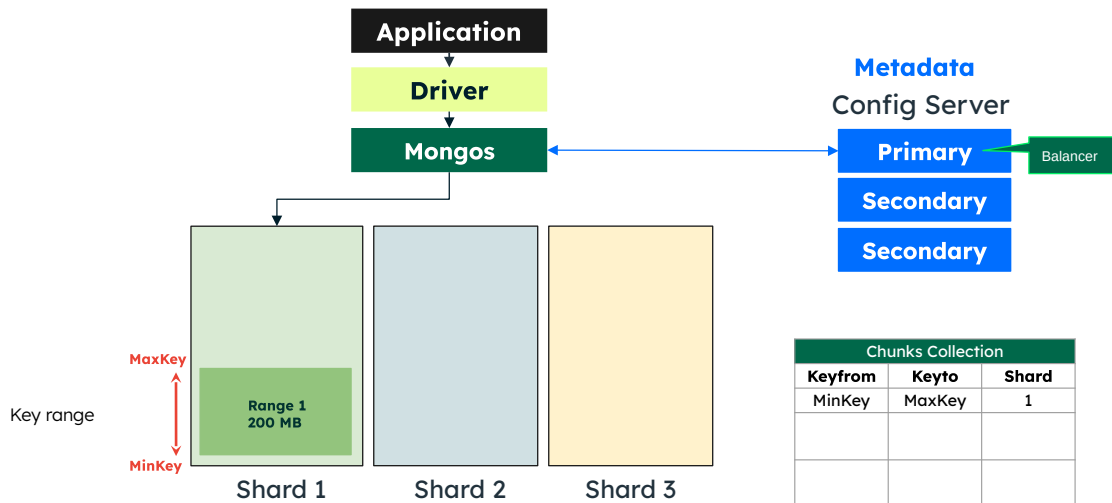 Application
Driver
Mongos
Metadata
Config Server
Primary
Balancer
Secondary
Secondary
MaxKey
Key range
Range 1
200 MB
MinKey
Shard 1
Shard 2
Shard 3
Chunks Collection
Keyfrom Keyto Shard
MinKey MaxKey 1